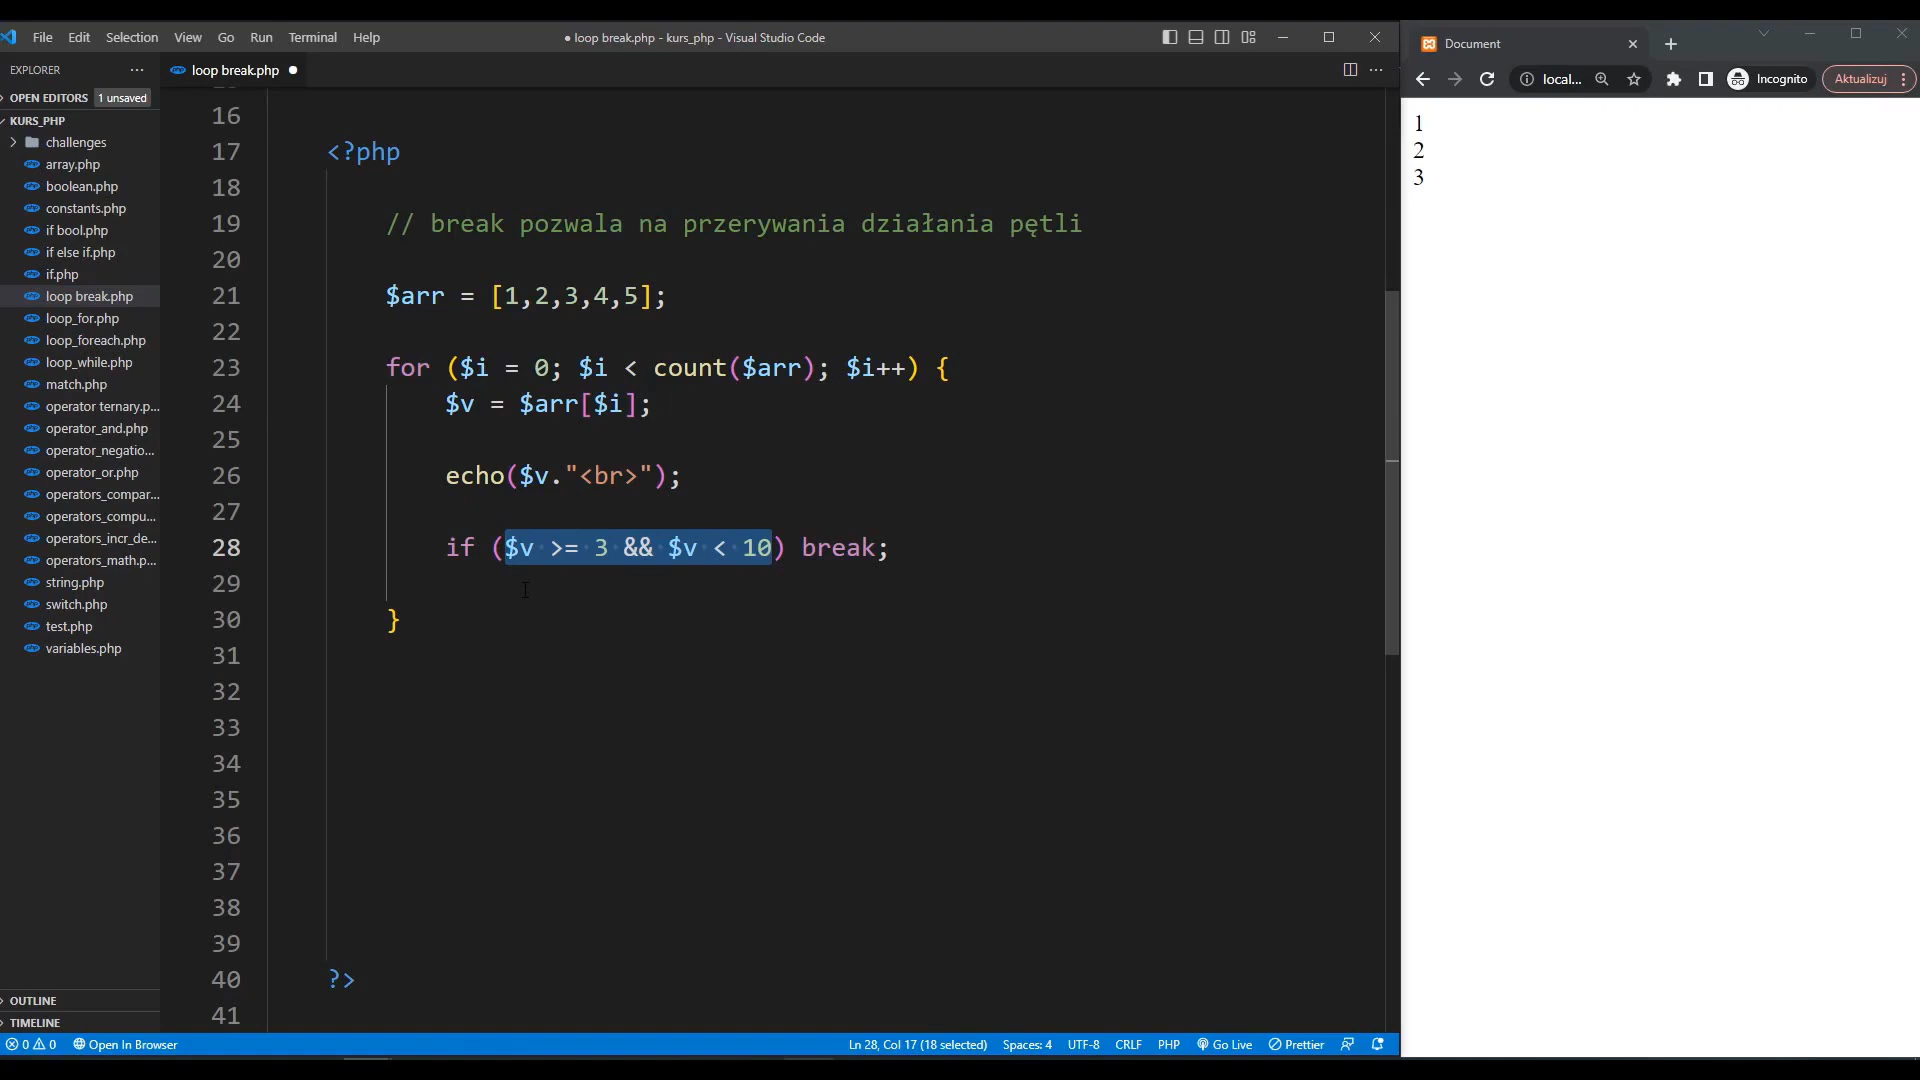 File Edit Selection View Go Run Terminal Help
● loop break.php - kurs_php - Visual Studio Code
EXPLORER
OPEN EDITORS 1 unsaved
KURS_PHP
challenges
array.php
boolean.php
constants.php
if bool.php
if else if.php
if.php
loop break.php
loop_for.php
loop_foreach.php
loop_while.php
match.php
operator ternary.p...
operator_and.php
operator_negatio...
operator_or.php
operators_compar...
operators_compu...
operators_incr_de...
operators_math.p...
string.php
switch.php
test.php
variables.php
OUTLINE
TIMELINE
loop break.php
16
17 <?php
18
19 // break pozwala na przerywania działania pętli
20
21 $arr = [1,2,3,4,5];
22
23 for ($i = 0; $i < count($arr); $i++) {
24 $v = $arr[$i];
25
26 echo($v."<br>");
27
28 if ($v >= 3 && $v < 10) break;
29
30 }
31
32
33
34
35
36
37
38
39
40 ?>
41
0 0 Open In Browser
Ln 28, Col 17 (18 selected) Spaces: 4 UTF-8 CRLF PHP Go Live Prettier
Document
local... Incognito Aktualizuj
1
2
3